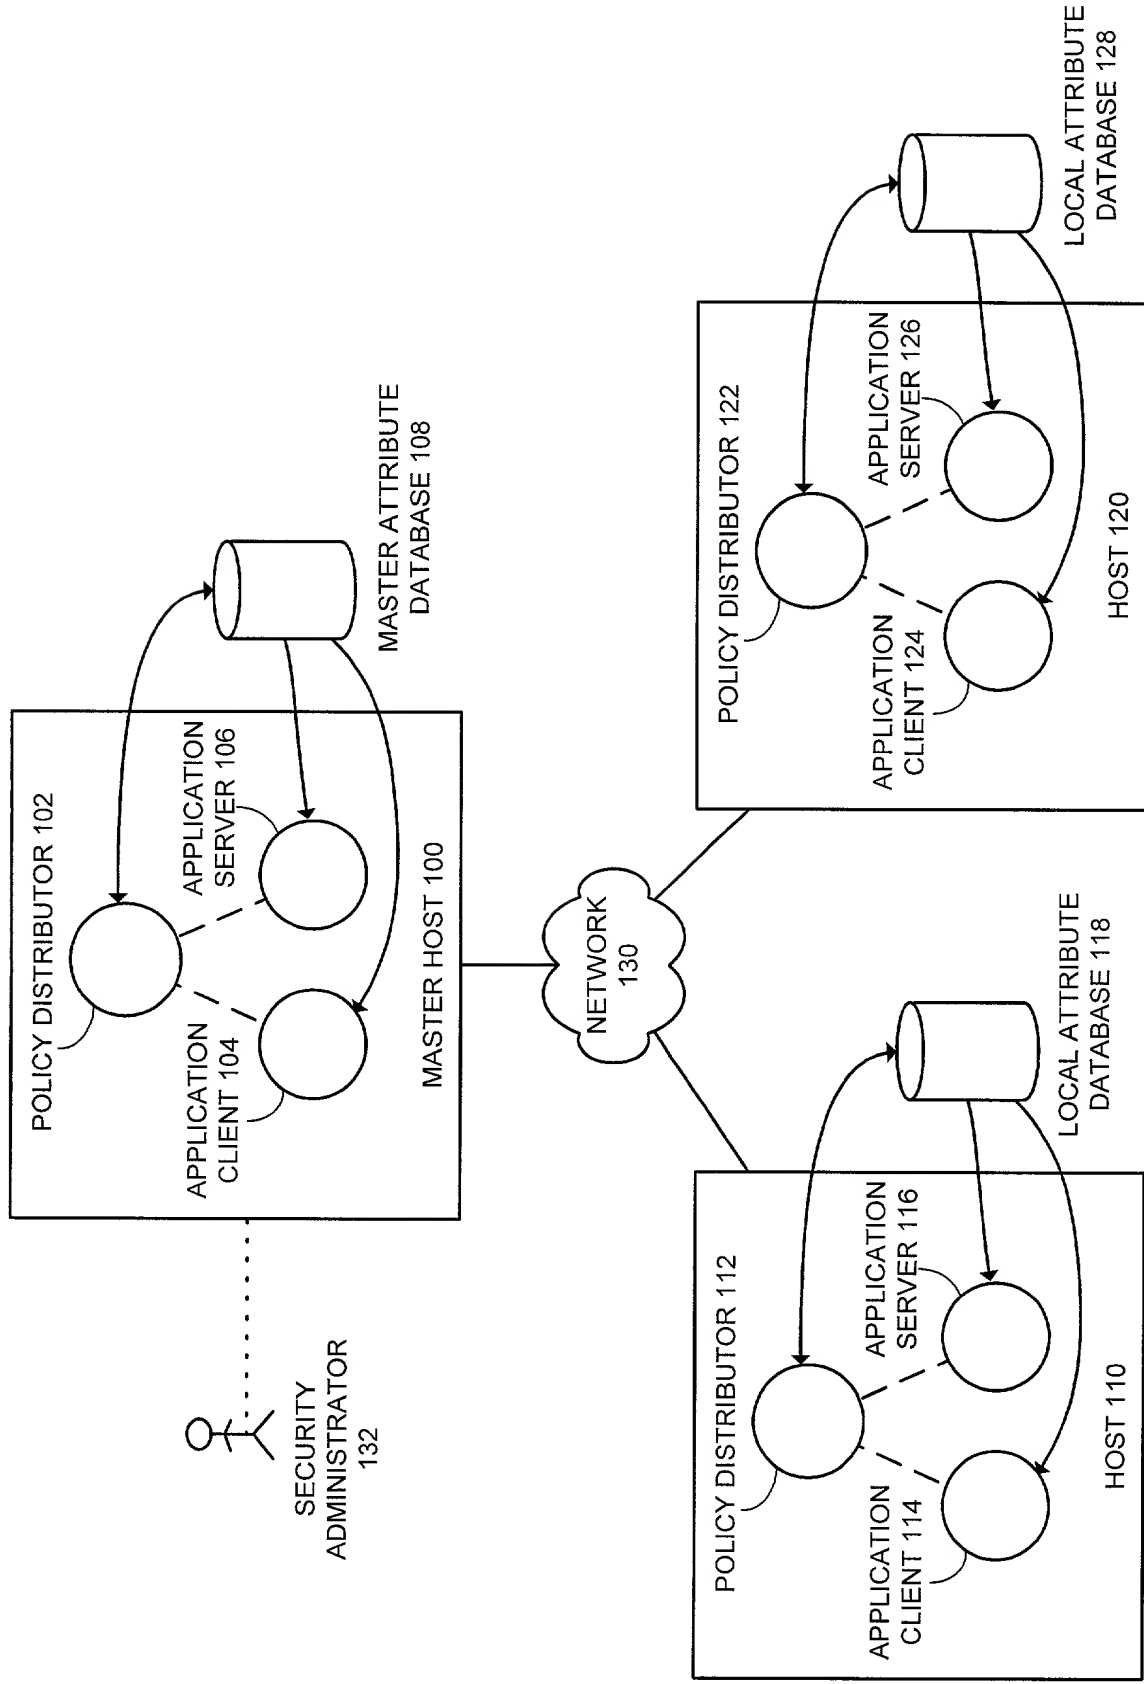 POLICY DISTRIBUTOR 102
APPLICATION
CLIENT 104
APPLICATION
SERVER 106
MASTER HOST 100
MASTER ATTRIBUTE
DATABASE 108
SECURITY
ADMINISTRATOR
132
NETWORK
130
POLICY DISTRIBUTOR 112
APPLICATION
CLIENT 114
APPLICATION
SERVER 116
HOST 110
LOCAL ATTRIBUTE
DATABASE 118
POLICY DISTRIBUTOR 122
APPLICATION
CLIENT 124
APPLICATION
SERVER 126
HOST 120
LOCAL ATTRIBUTE
DATABASE 128